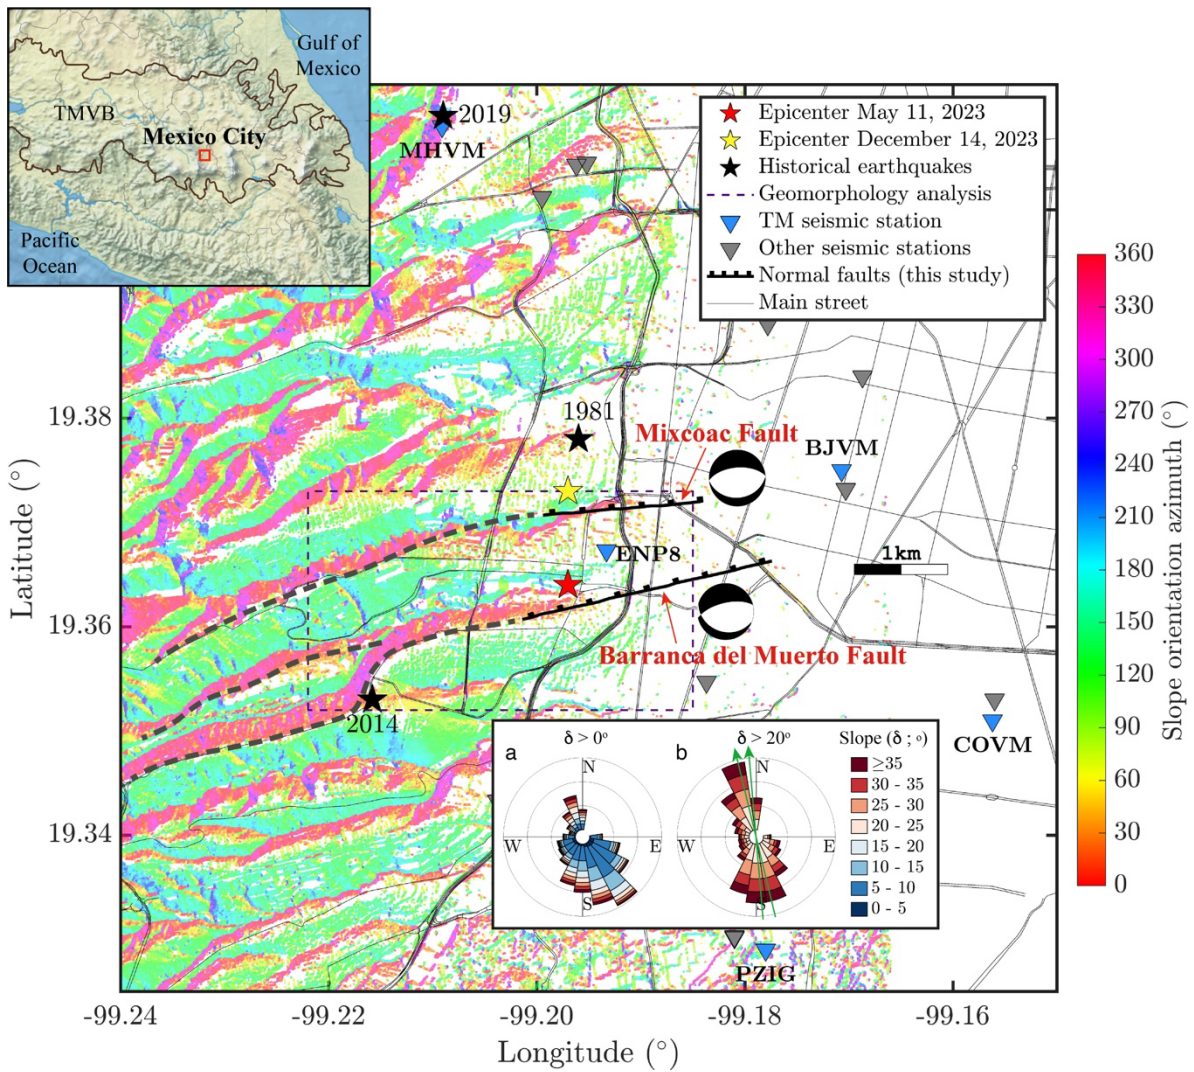 Gulf of
Mexico
TMVB
Mexico City
Pacific
Ocean
2019
MHVM
Epicenter May 11, 2023
Epicenter December 14, 2023
Historical earthquakes
Geomorphology analysis
TM seismic station
Other seismic stations
Normal faults (this study)
Main street
1981
Mixcoac Fault
BJVM
ENP8
1km
Barranca del Muerto Fault
2014
COVM
PZIG
a
δ > 0°
N
W
E
S
b
δ > 20°
N
W
E
S
Slope (δ ; °)
≥35
30 - 35
25 - 30
20 - 25
15 - 20
10 - 15
5 - 10
0 - 5
19.38
19.36
19.34
Latitude (°)
-99.24
-99.22
-99.20
-99.18
-99.16
Longitude (°)
360
330
300
270
240
210
180
150
120
90
60
30
0
Slope orientation azimuth (°)